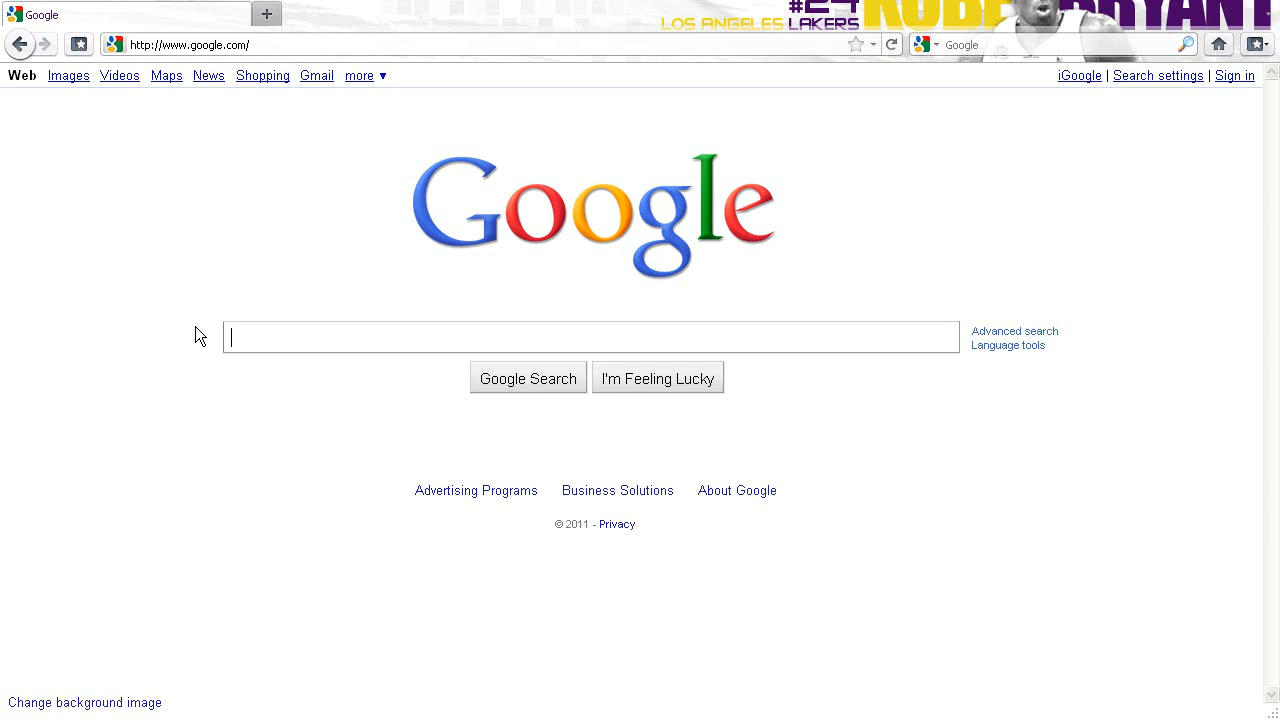 Google
+
#24 KOBE BRYANT
LOS ANGELES LAKERS
http://www.google.com/
Google
Web Images Videos Maps News Shopping Gmail more ▼
iGoogle | Search settings | Sign in
Google
Advanced search
Language tools
Google Search
I'm Feeling Lucky
Advertising Programs Business Solutions About Google
© 2011 - Privacy
Change background image